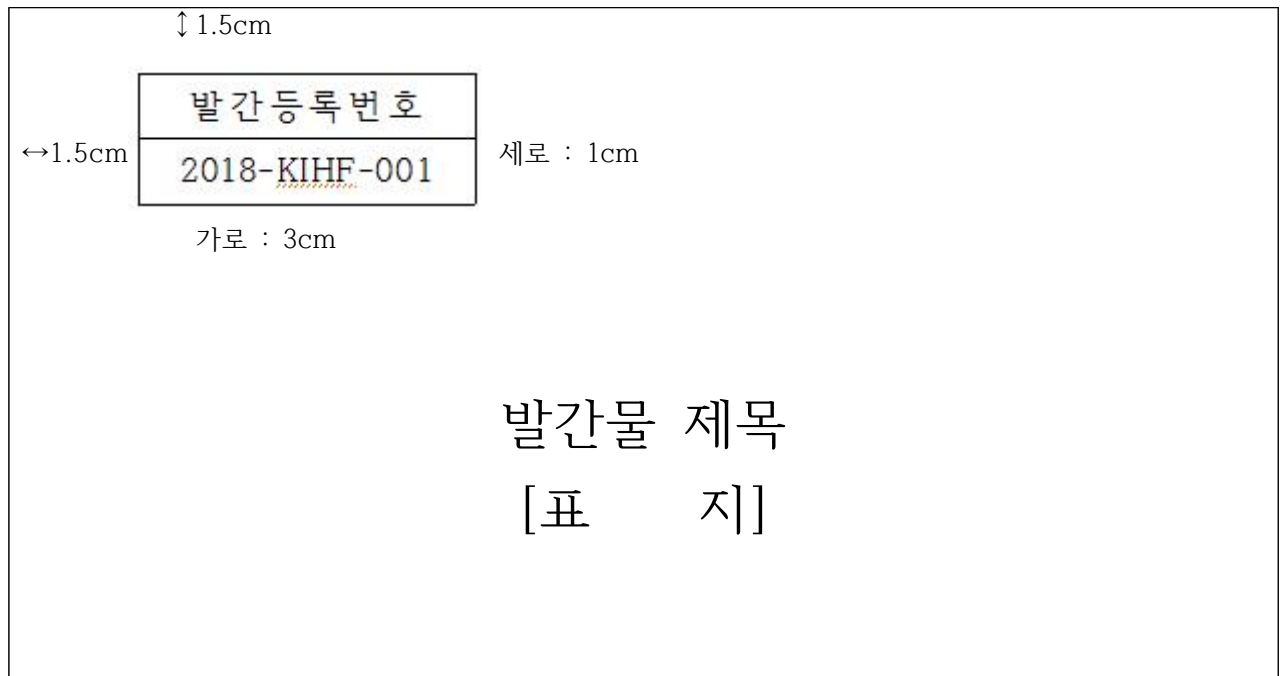 ↕ 1.5cm
발간등록번호
↔1.5cm
2018-KIHF-001
세로 : 1cm
가로 : 3cm
발간물 제목
[표 지]